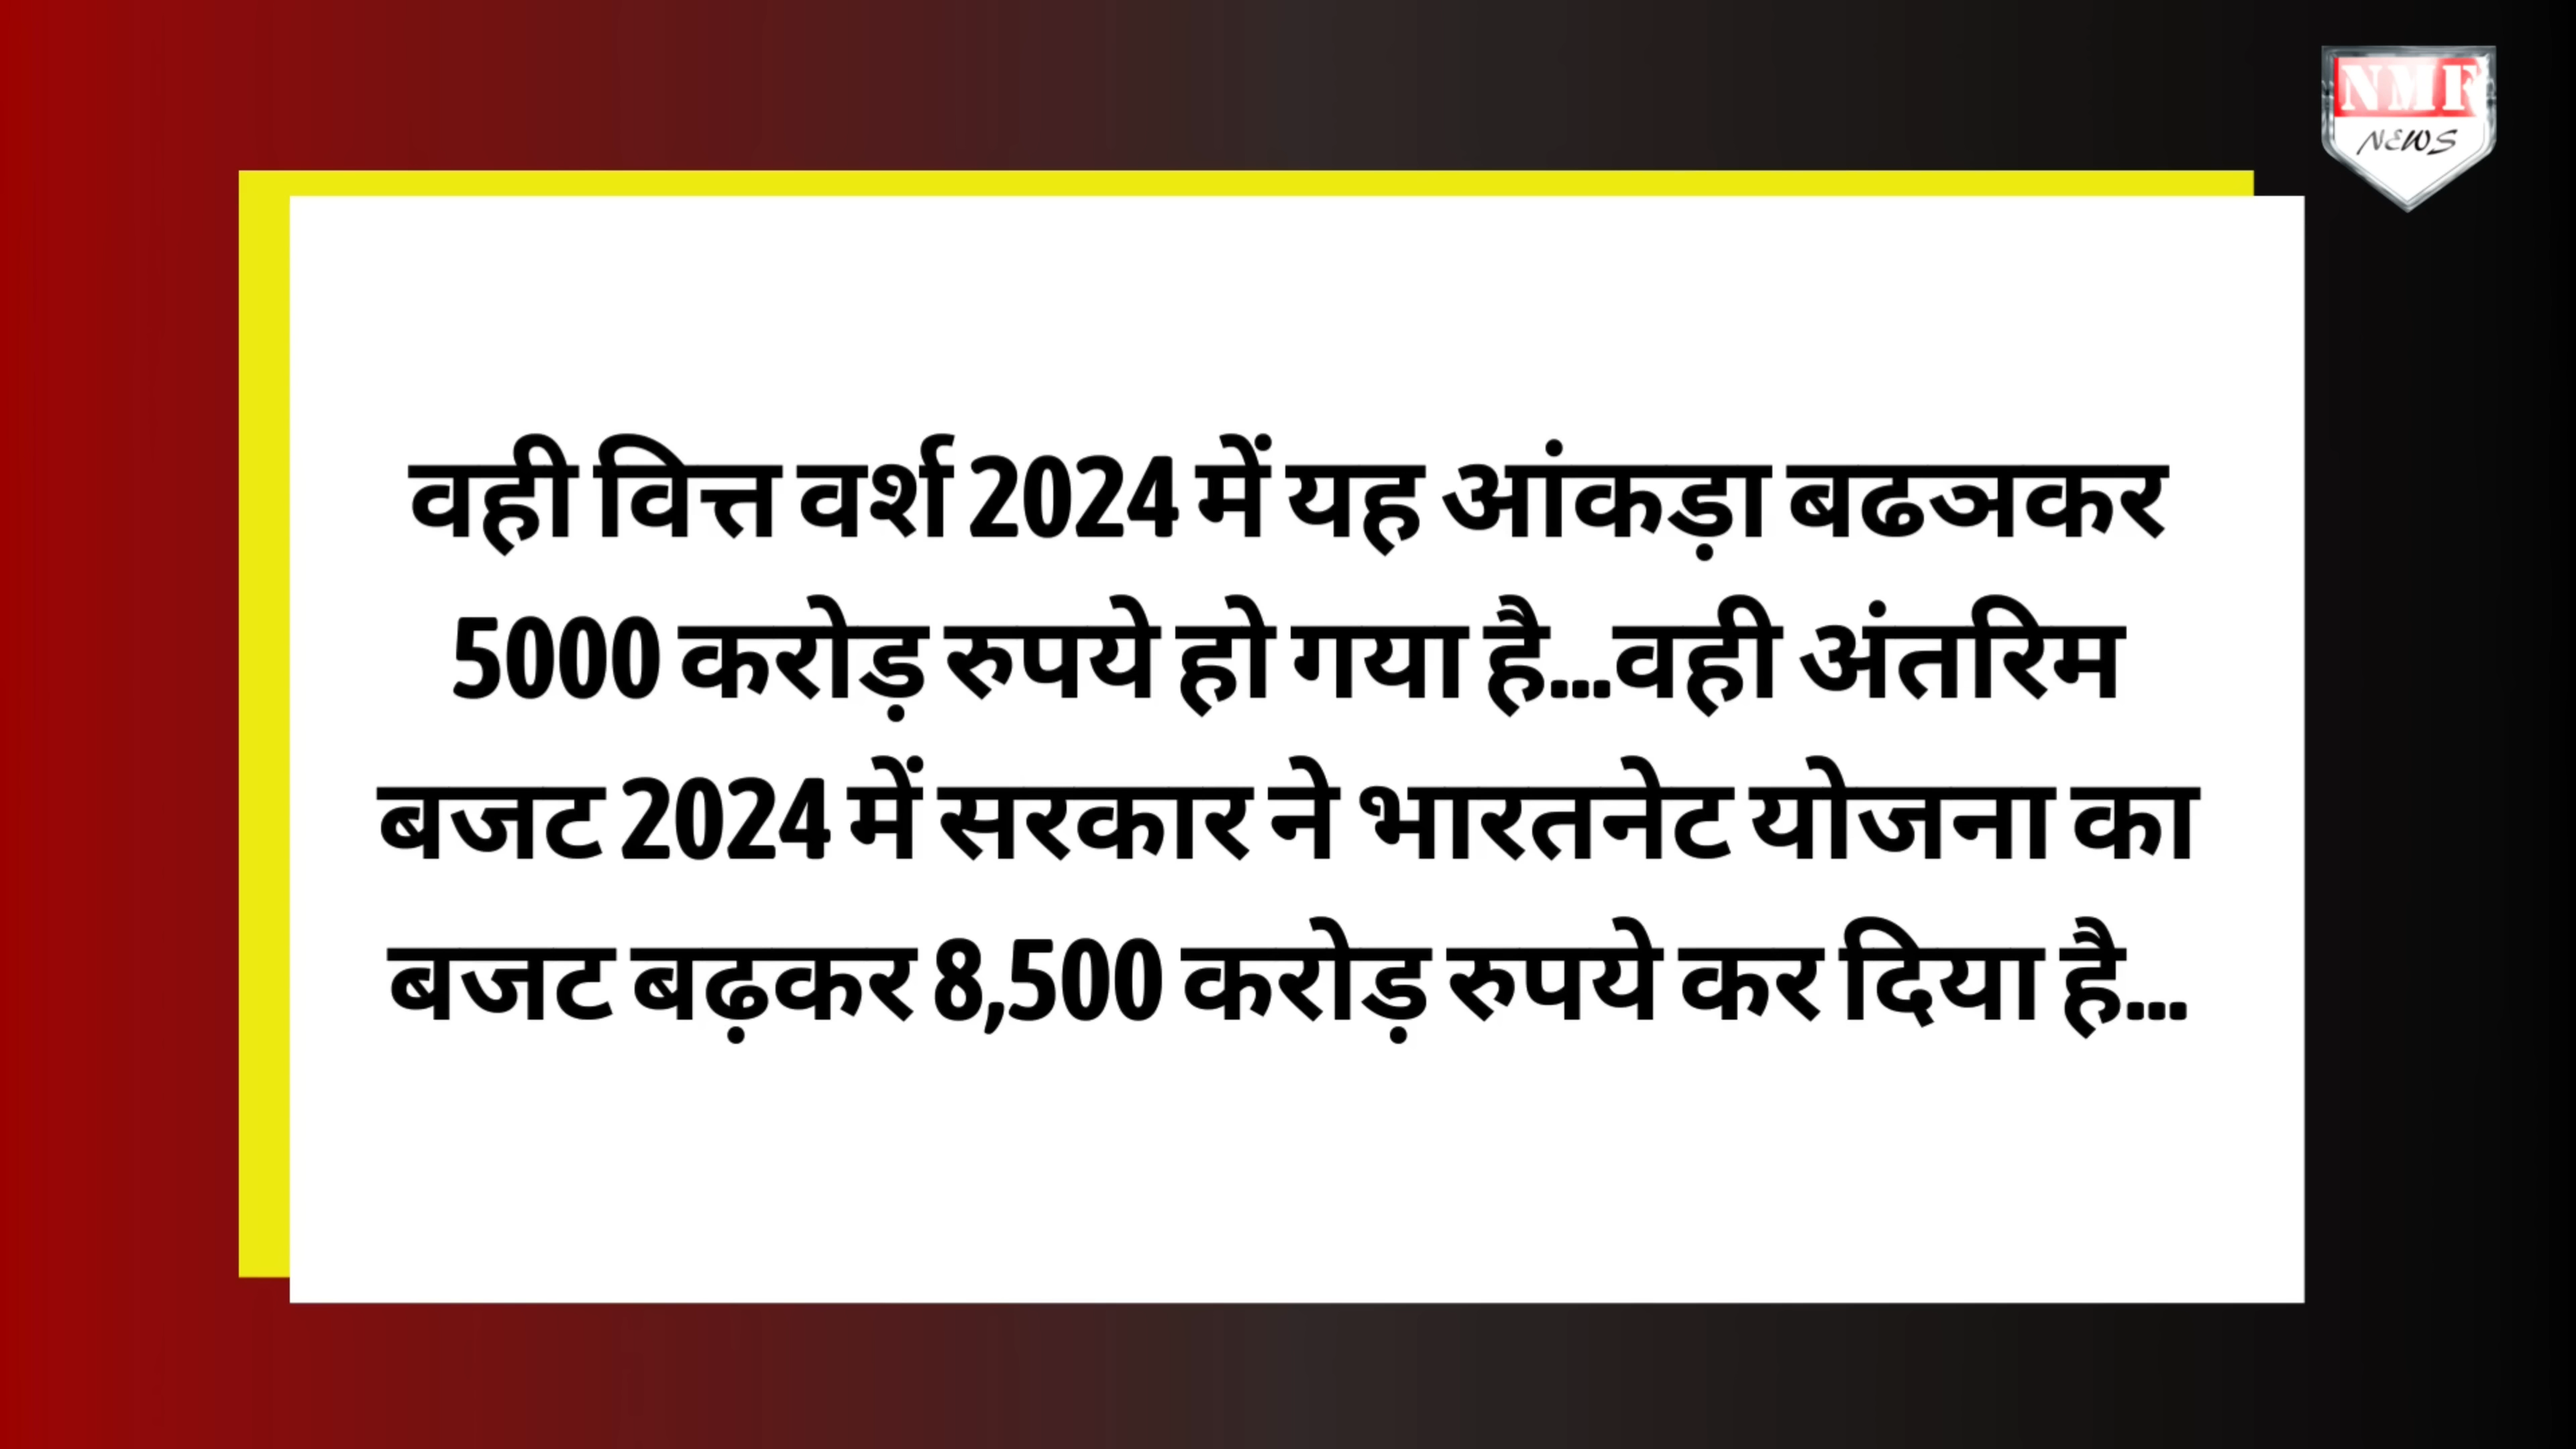 NMF
NEWS
वही वित्त वर्श 2024 में यह आंकड़ा बढञकर
5000 करोड़ रुपये हो गया है...वही अंतरिम
बजट 2024 में सरकार ने भारतनेट योजना का
बजट बढ़कर 8,500 करोड़ रुपये कर दिया है...